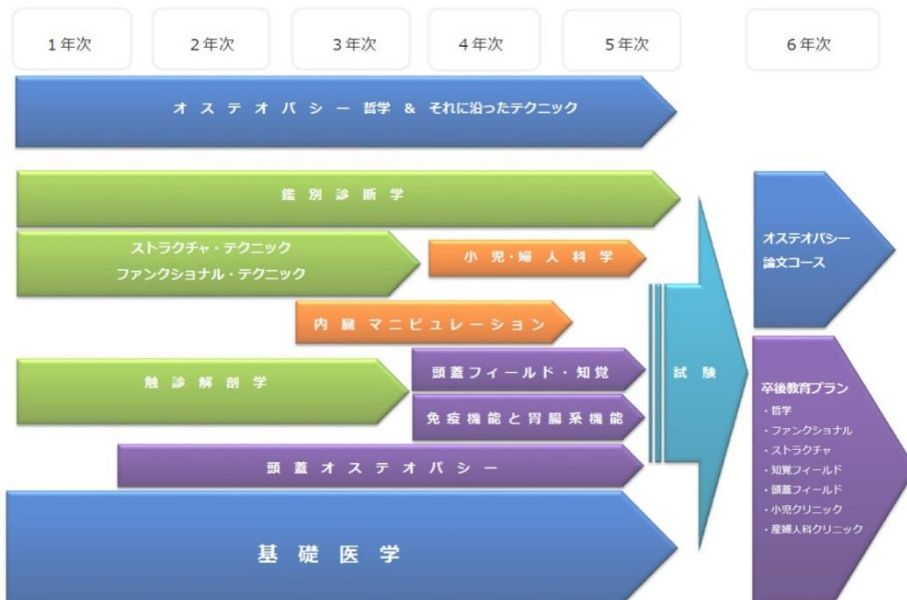 1年次
2年次
3年次
4年次
5年次
6年次
オステオパシー哲学 & それに沿ったテクニック
鑑別診断学
ストラクチャ・テクニック
ファンクショナル・テクニック
小児・婦人科学
内臓マニピュレーション
触診解剖学
頭蓋フィールド・知覚
免疫機能と胃腸系機能
頭蓋オステオパシー
基礎医学
試験
オステオパシー
論文コース
卒後教育プラン
・哲学
・ファンクショナル
・ストラクチャ
・知覚フィールド
・頭蓋フィールド
・小児クリニック
・産婦人科クリニック